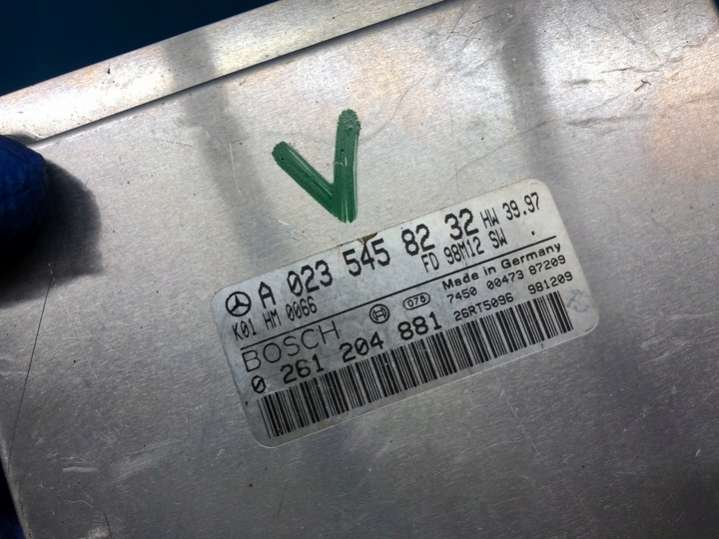 V
A 023 545 82 32 HW 39.97
K01 HM 0066 FD 98M12 SW .
Made in Germany
BOSCH 078 7450 00473 87209
0 261 204 881 26RT5096 981209